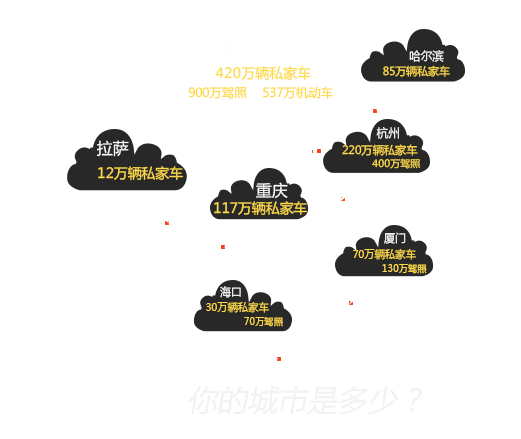 哈尔滨
85万辆私家车
420万辆私家车
900万驾照 537万机动车
杭州
220万辆私家车
400万驾照
拉萨
12万辆私家车
重庆
117万辆私家车
厦门
70万辆私家车
130万驾照
海口
30万辆私家车
70万驾照
你的城市是多少？